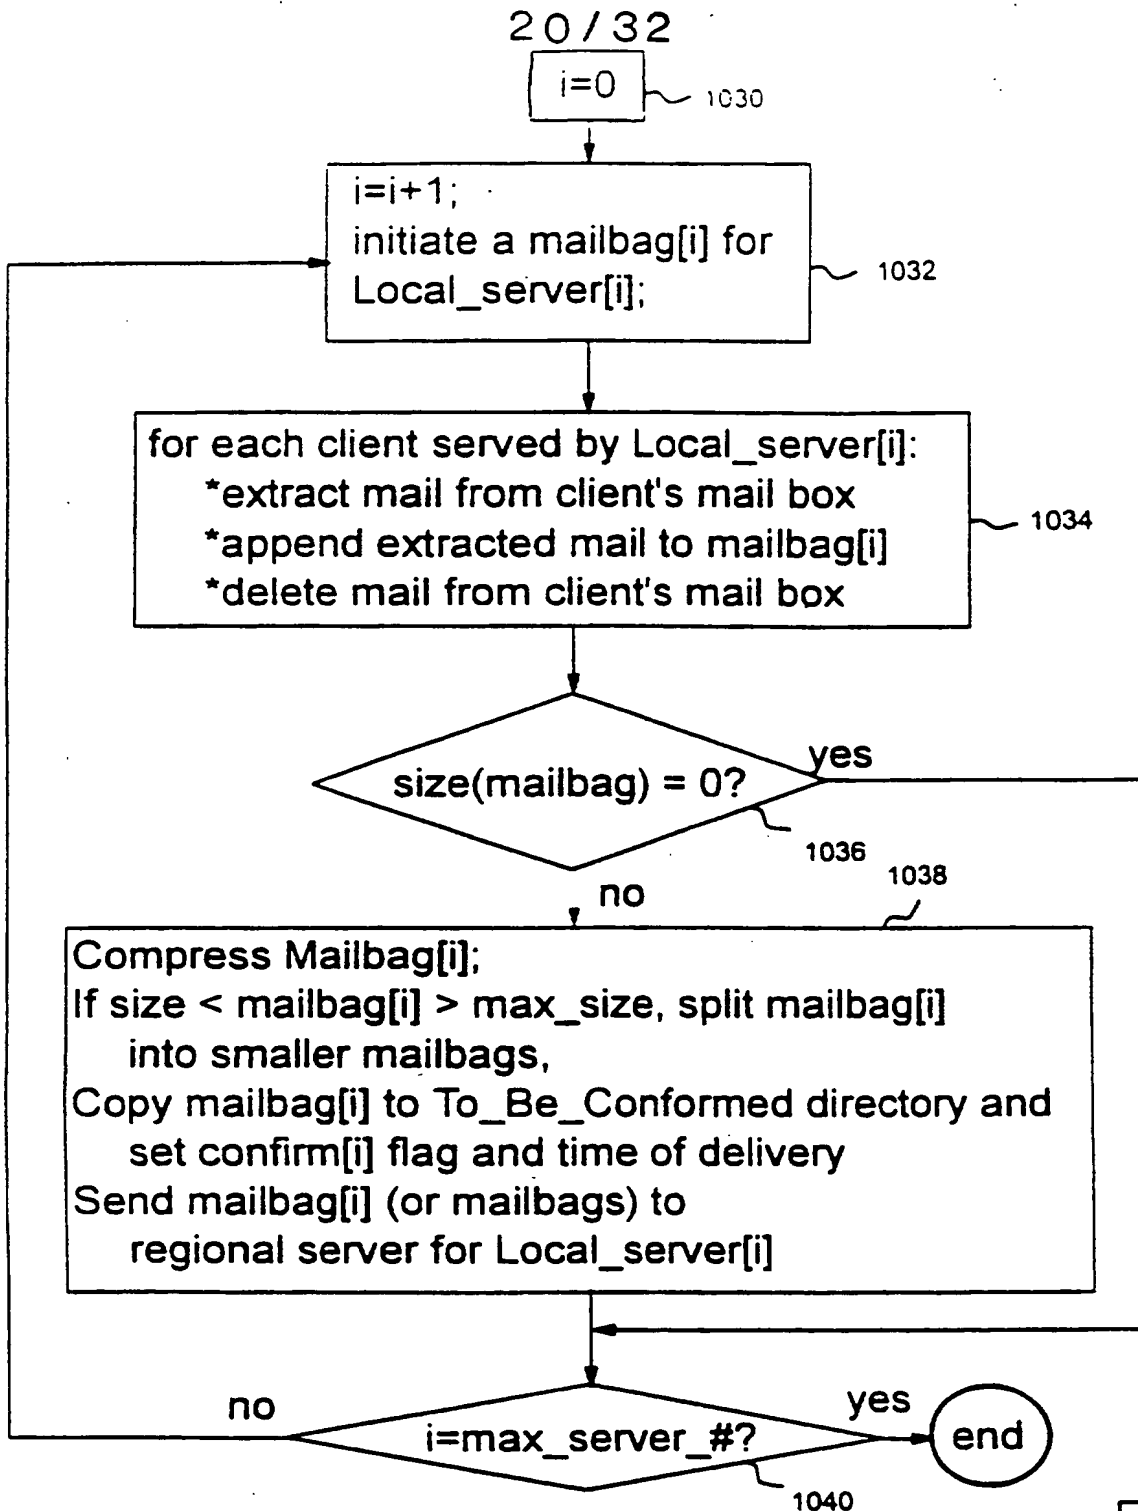 20/32
i=0
1030
i=i+1;
initiate a mailbag[i] for
Local_server[i];
1032
for each client served by Local_server[i]:
*extract mail from client's mail box
*append extracted mail to mailbag[i]
*delete mail from client's mail box
1034
size(mailbag) = 0?
yes
1036
no
1038
Compress Mailbag[i];
If size < mailbag[i] > max_size, split mailbag[i]
into smaller mailbags,
Copy mailbag[i] to To_Be_Conformed directory and
set confirm[i] flag and time of delivery
Send mailbag[i] (or mailbags) to
regional server for Local_server[i]
no
i=max_server_#?
yes
end
1040